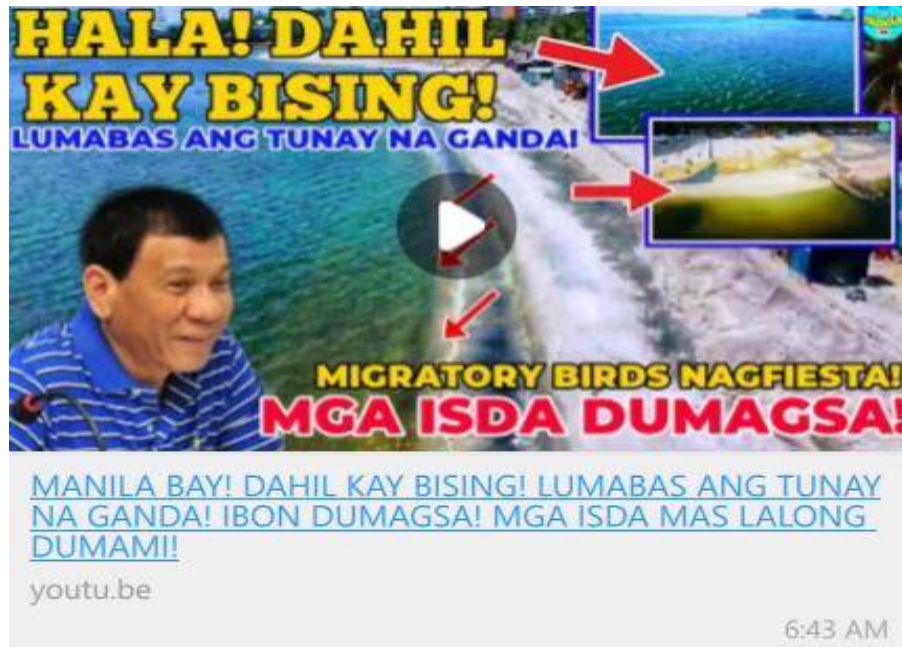 HALA! DAHIL
KAY BISING!
LUMABAS ANG TUNAY NA GANDA!
MIGRATORY BIRDS NAGFIESTA!
MGA ISDA DUMAGSA!
MANILA BAY! DAHIL KAY BISING! LUMABAS ANG TUNAY
NA GANDA! IBON DUMAGSA! MGA ISDA MAS LALONG
DUMAMI!
youtu.be
6:43 AM